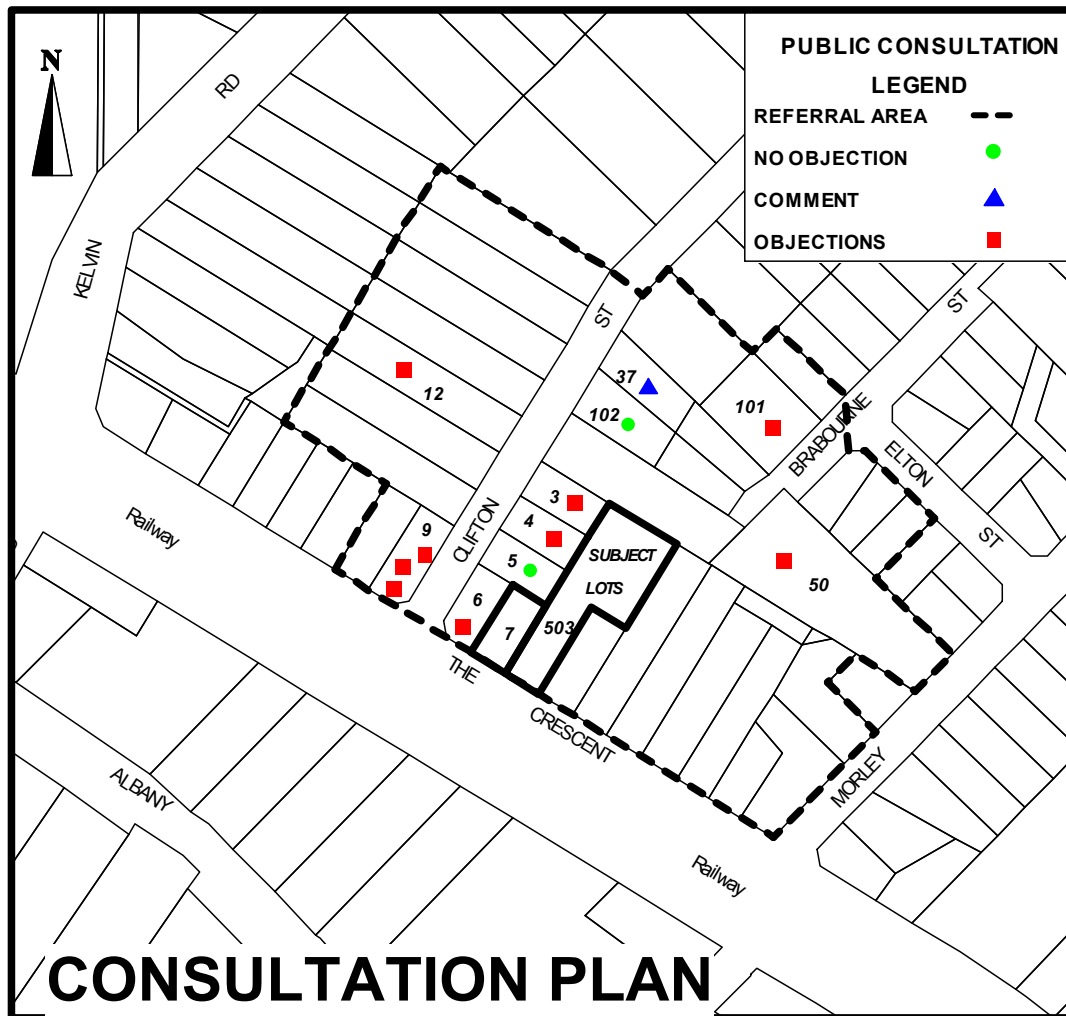 PUBLIC CONSULTATION
LEGEND
REFERRAL AREA
NO OBJECTION
COMMENT
OBJECTIONS
N
RD
KELVIN
ST
ST
37
12
102
101
BRABOURNE
ELTON
ST
3
CLIFTON
4
9
Railway
SUBJECT
LOTS
5
50
6
7
503
THE
CRESCENT
MORLEY
ALBANY
Railway
CONSULTATION PLAN